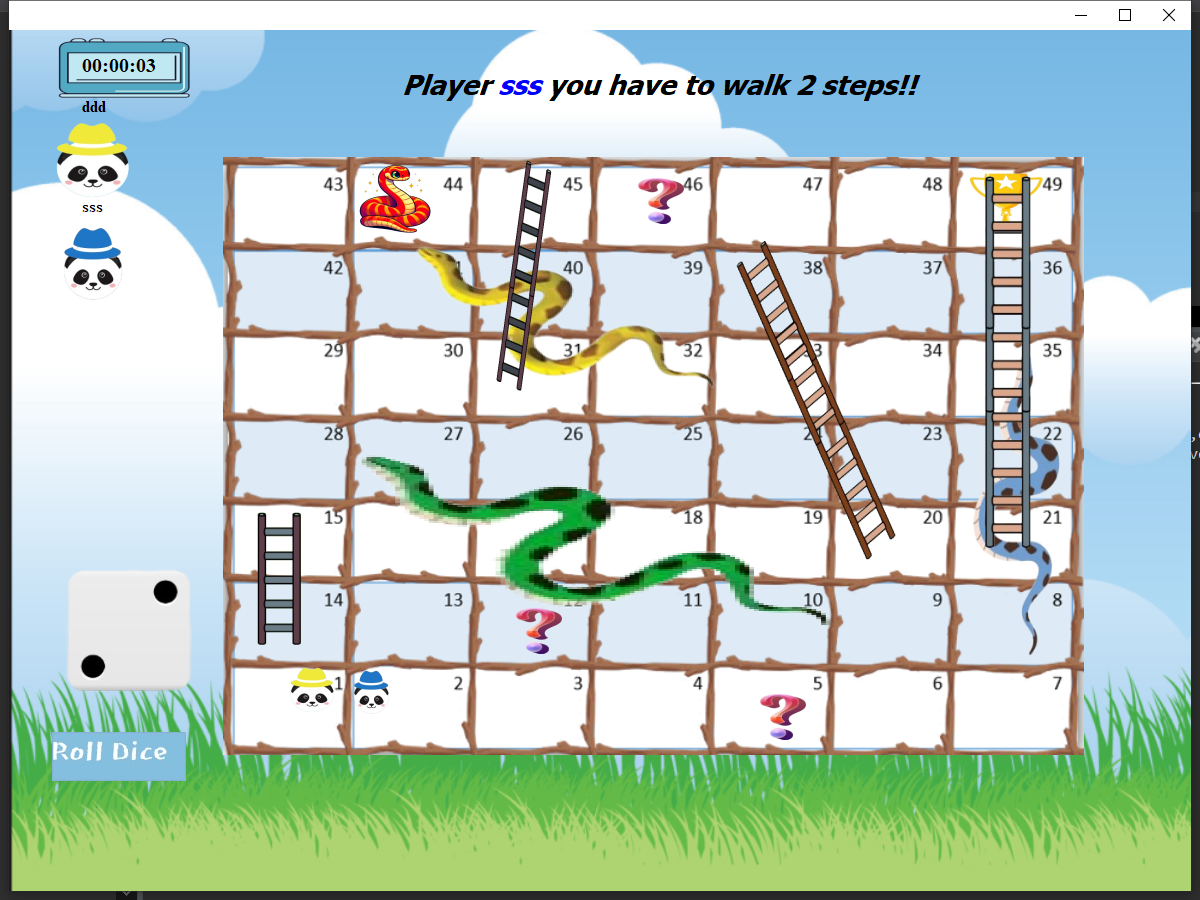 00:00:03
Player sss you have to walk 2 steps!!
ddd
sss
43 44 45 46 47 48 49
42 40 39 38 37 36
29 30 31 32 33 34 35
28 27 26 25 24 23 22
15 18 19 20 21
14 13 12 11 10 9 8
1 2 3 4 5 6 7
Roll Dice